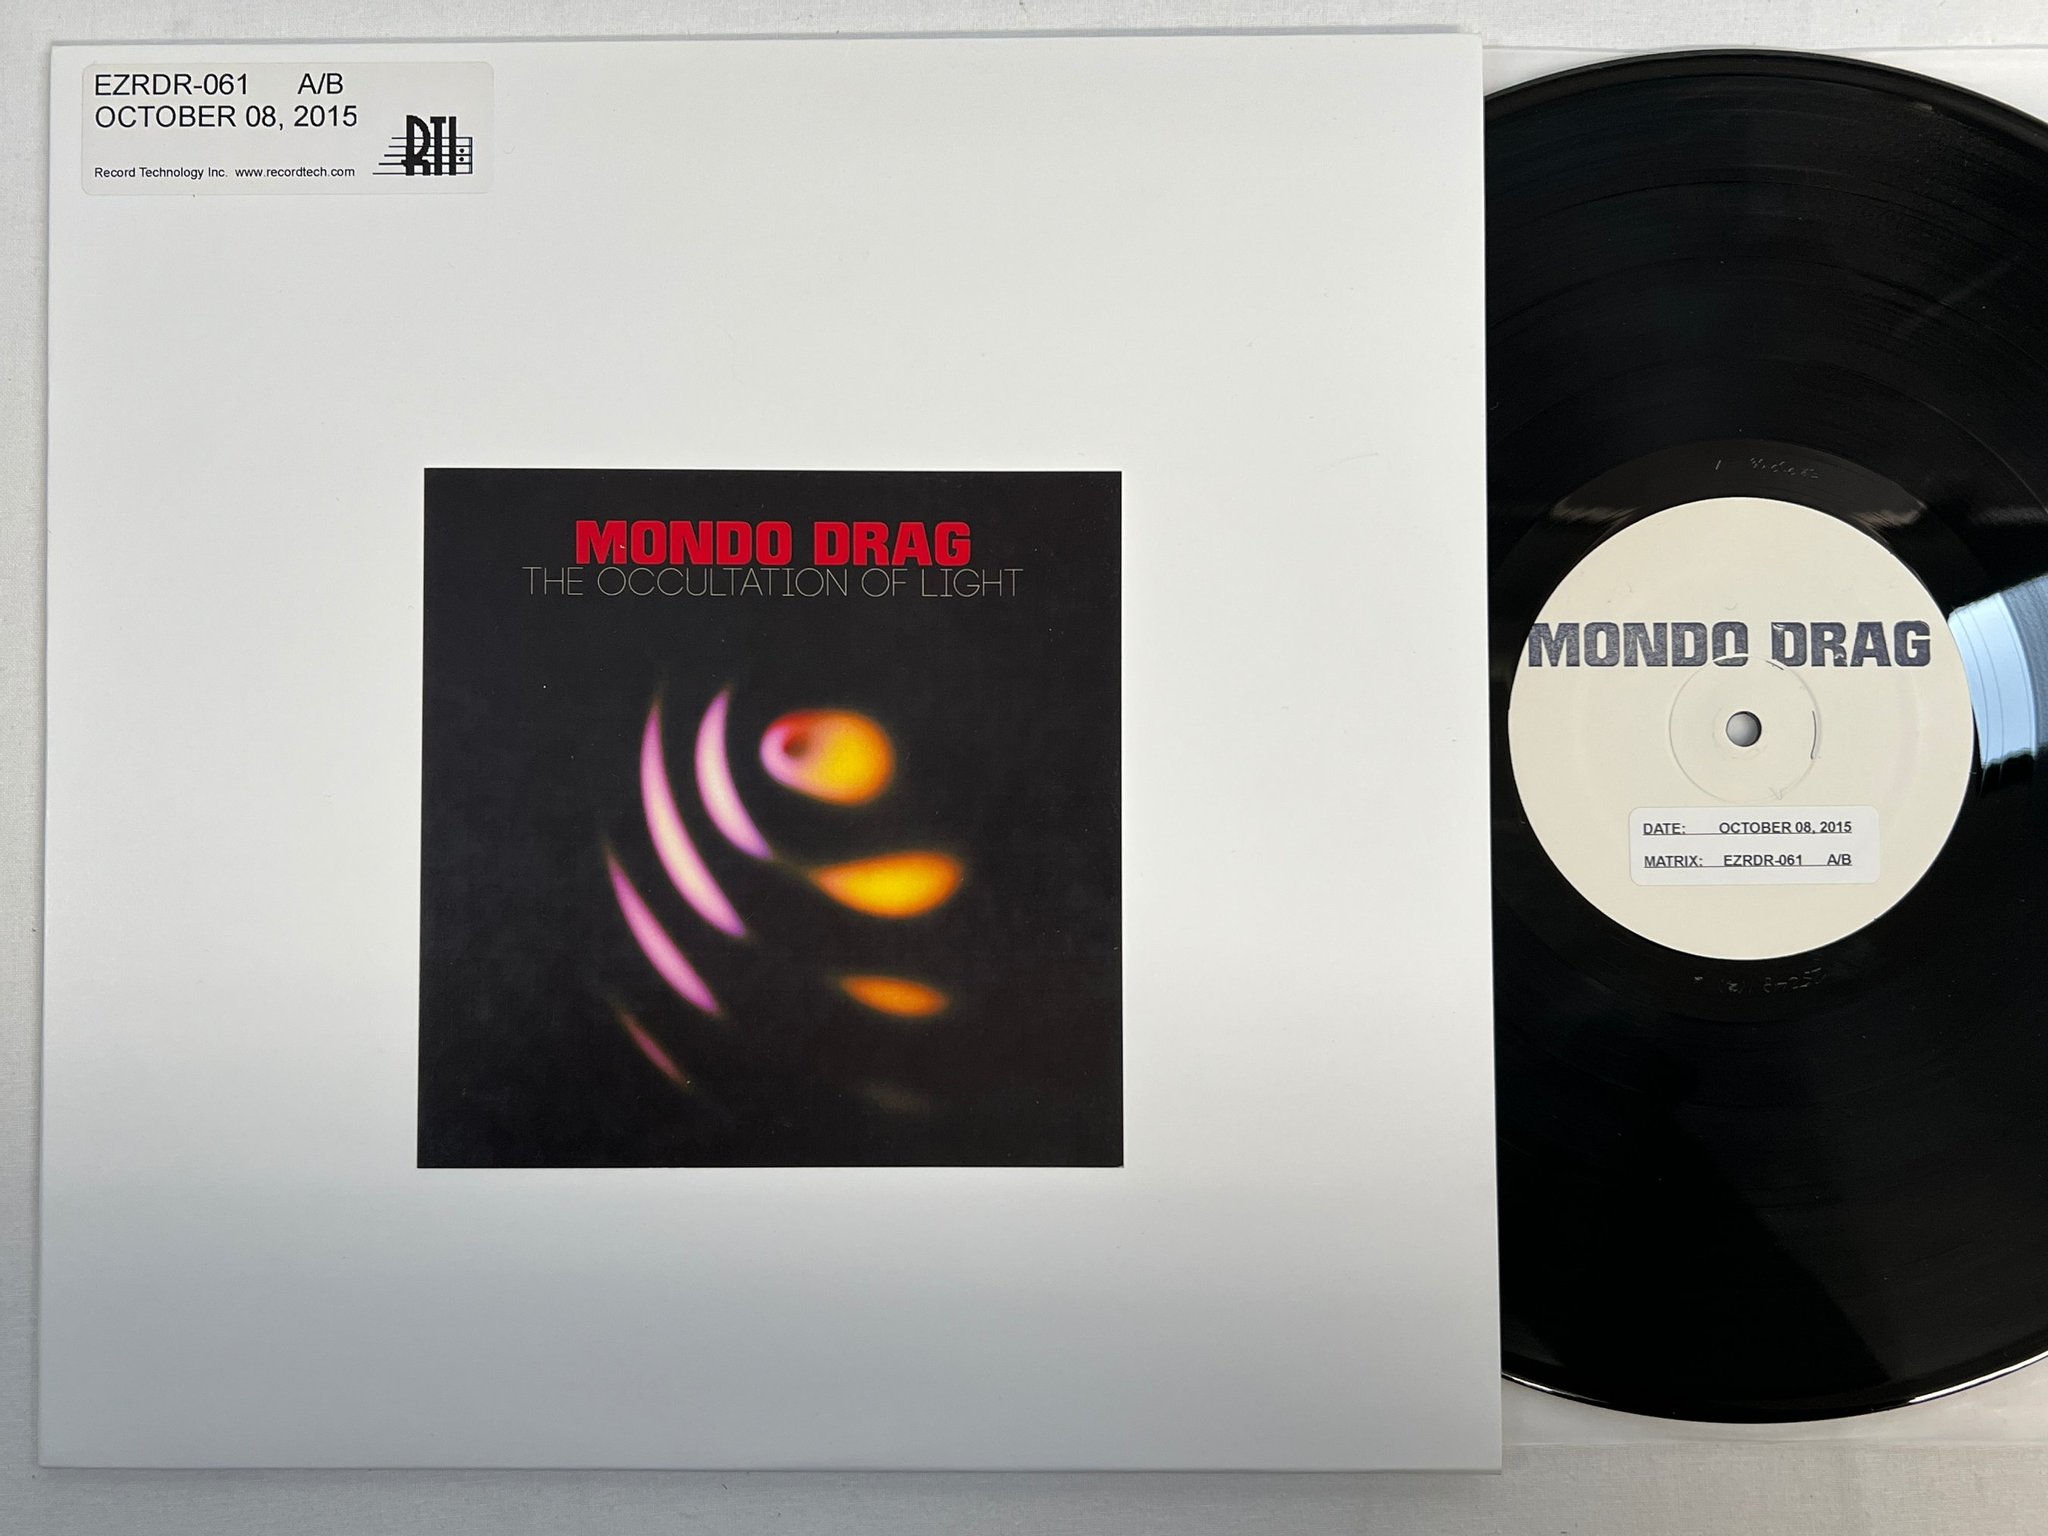 EZRDR-061 A/B
OCTOBER 08, 2015
Record Technology Inc. www.recordtech.com
RTI
MONDO DRAG
THE OCCULTATION OF LIGHT
MONDO DRAG
DATE: OCTOBER 08, 2015
MATRIX: EZRDR-061 A/B